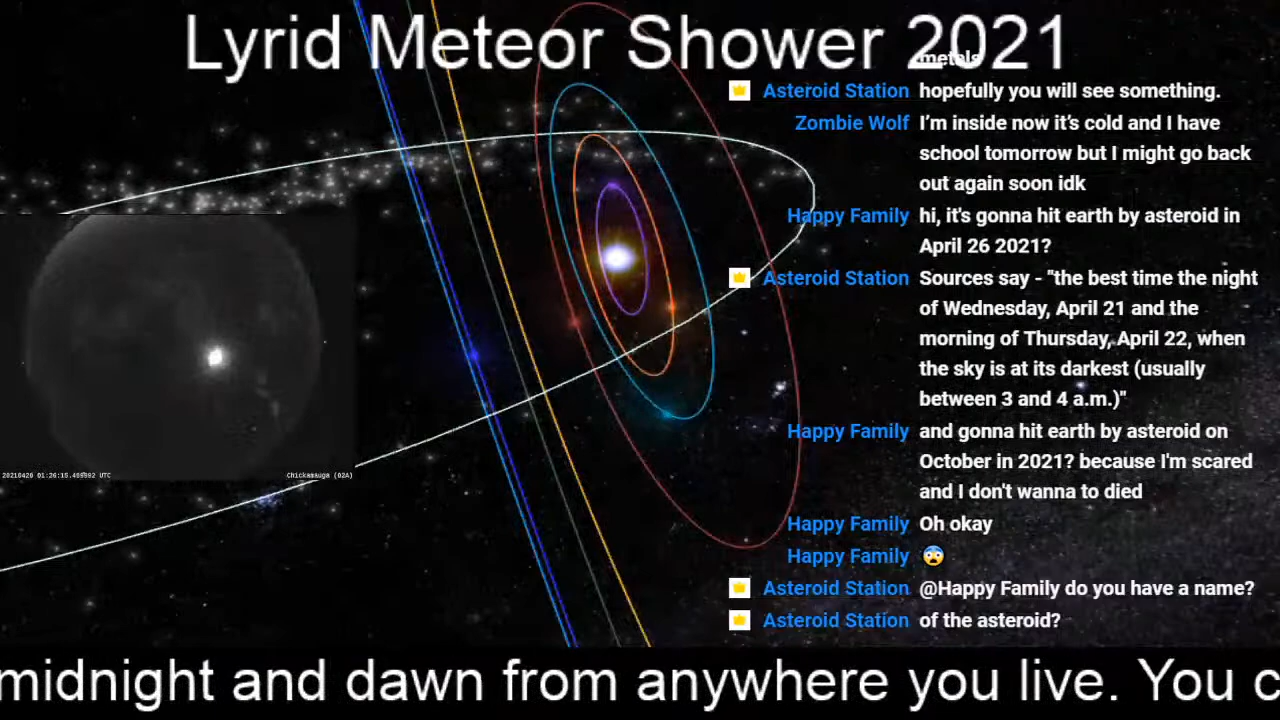 Lyrid Meteor Shower 2021
metals
Asteroid Station hopefully you will see something.
Zombie Wolf I’m inside now it’s cold and I have
school tomorrow but I might go back
out again soon idk
Happy Family hi, it's gonna hit earth by asteroid in
April 26 2021?
Asteroid Station Sources say - "the best time the night
of Wednesday, April 21 and the
morning of Thursday, April 22, when
the sky is at its darkest (usually
between 3 and 4 a.m.)"
Happy Family and gonna hit earth by asteroid on
October in 2021? because I'm scared
and I don't wanna to died
Happy Family Oh okay
Happy Family 😨
Asteroid Station @Happy Family do you have a name?
Asteroid Station of the asteroid?
UTC
Chickamauga (02A)
midnight and dawn from anywhere you live. You c